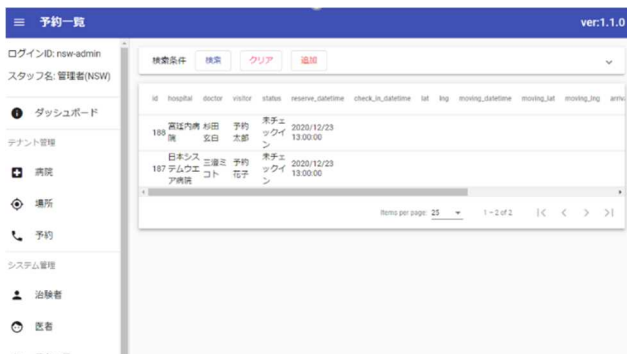 予約一覧
ver:1.1.0
ログインID: nsw-admin
スタッフ名: 管理者(NSW)
ダッシュボード
テナント管理
病院
場所
予約
システム管理
治験者
医者
検索条件 検索 クリア 追加
id hospital doctor visitor status reserve_datetime check_in_datetime lat lng moving_datetime moving_lat moving_lng arriv
188 宮廷内病院 杉田玄白 予約太郎 未チェックイン 2020/12/23 13:00:00
187 日本システムウエア病院 予約花子 未チェックイン 2020/12/23 13:00:00
Items per page: 25 1 – 2 of 2